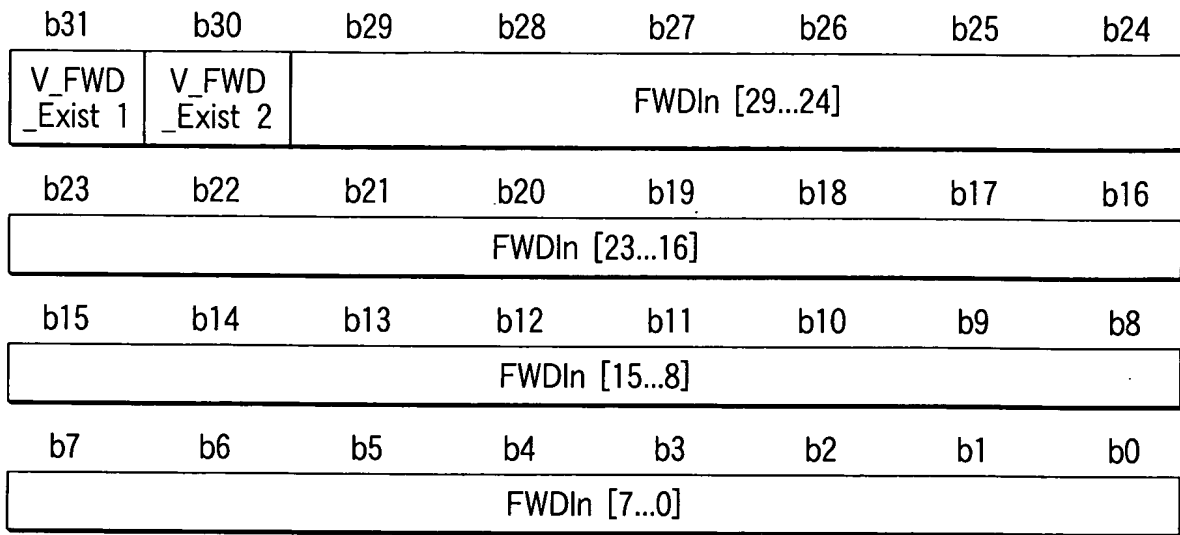 b31 b30 b29 b28 b27 b26 b25 b24
V_FWD V_FWD
_Exist 1 _Exist 2 FWDIn [29...24]
b23 b22 b21 b20 b19 b18 b17 b16
FWDIn [23...16]
b15 b14 b13 b12 b11 b10 b9 b8
FWDIn [15...8]
b7 b6 b5 b4 b3 b2 b1 b0
FWDIn [7...0]